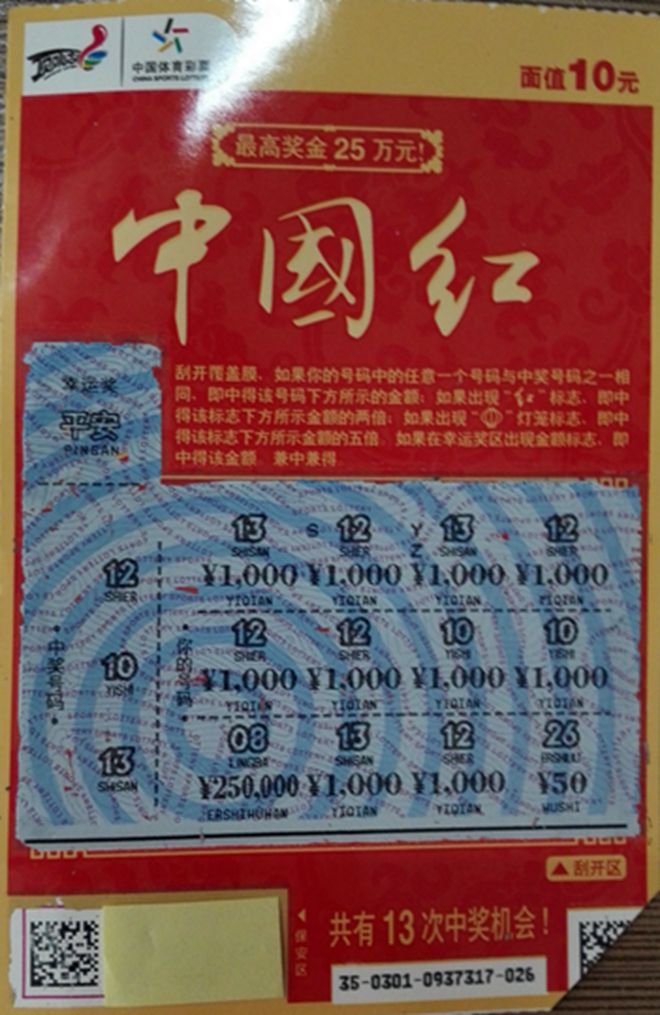 顶呱刮
中国体育彩票
CHINA SPORTS LOTTERY
面值10元
最高奖金 25 万元!
中國红
刮开覆盖膜,如果你的号码中的任意一个号码与中奖号码之一相
同,即中得该号码下方所示的金额;如果出现“红”标志,即中
得该标志下方所示金额的两倍;如果出现“ ”灯笼标志,即中
得该标志下方所示金额的五倍。如果在幸运奖区出现金额标志,即
中得该金额。兼中兼得。
幸运奖
平安
PINGAN
中奖号码
12
SHIER
10
YISHI
13
SHISAN
你的号码
13 S 12 Y 13 12
SHISAN SHIER Z SHISAN SHIER
¥1,000 ¥1,000 ¥1,000 ¥1,000
YIQIAN YIQIAN YIQIAN YIQIAN
12 12 10 10
SHIER SHIER YISHI YISHI
¥1,000 ¥1,000 ¥1,000 ¥1,000
YIQIAN YIQIAN YIQIAN YIQIAN
08 13 12 26
LINGBA SHISAN SHIER ERSHILIU
¥250,000 ¥1,000 ¥1,000 ¥50
ERSHIWUWAN YIQIAN YIQIAN WUSHI
▲刮开区
◀保安区
共有 13 次中奖机会!
35-0301-0937317-026